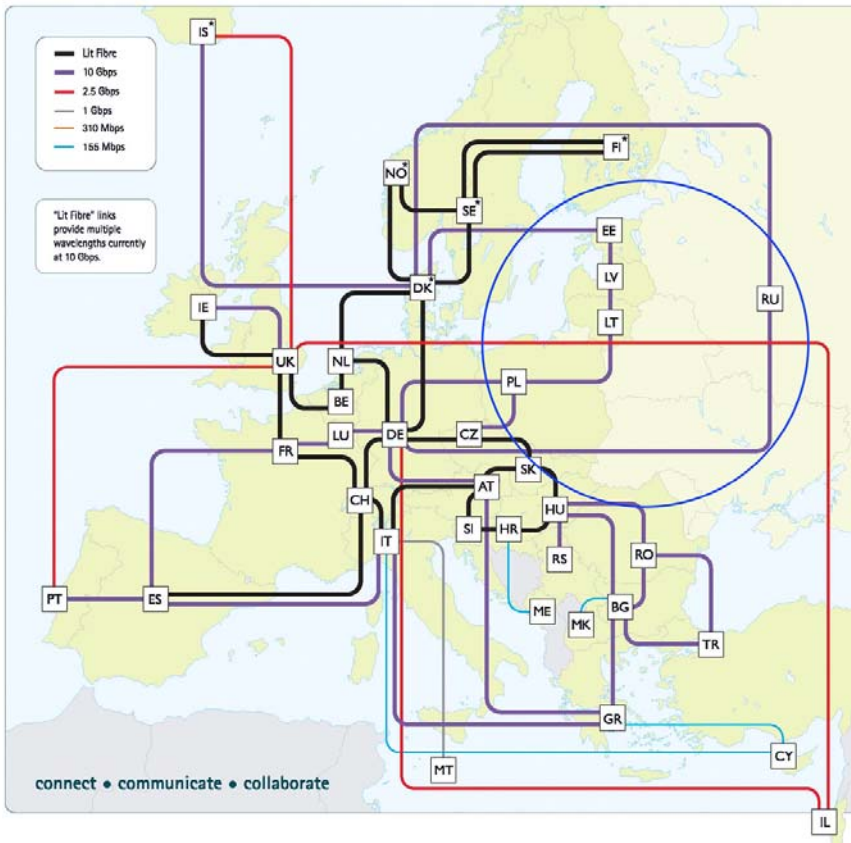 IS*
Lit Fibre
10 Gbps
2.5 Gbps
1 Gbps
310 Mbps
155 Mbps
"Lit Fibre" links
provide multiple
wavelengths currently
at 10 Gbps.
FI*
NO*
SE*
EE
LV
DK*
RU
IE
LT
UK
NL
PL
BE
LU
DE
CZ
FR
SK
AT
CH
HU
SI
HR
IT
RO
RS
PT
ES
ME
MK
BG
TR
GR
CY
MT
connect • communicate • collaborate
IL